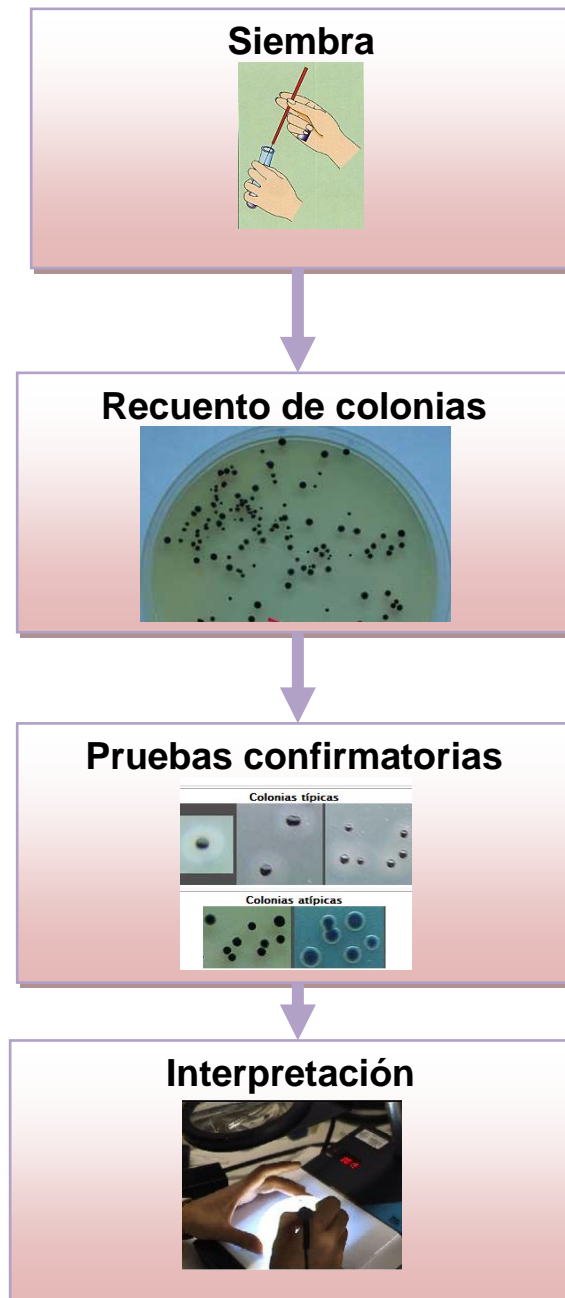 Siembra
Recuento de colonias
Pruebas confirmatorias
Colonias típicas
Colonias atípicas
Interpretación